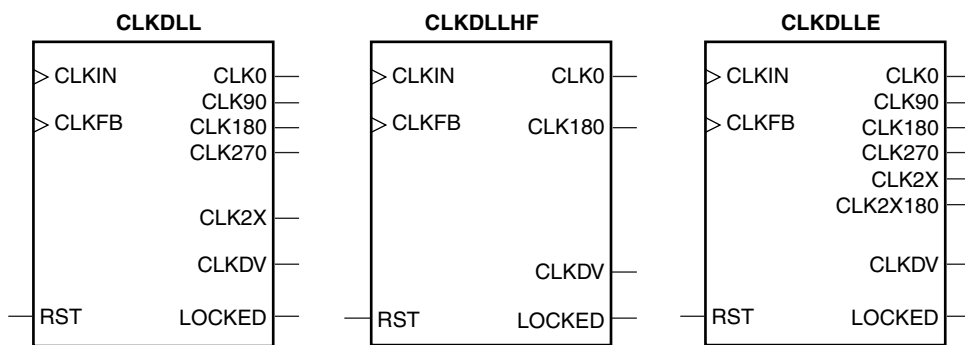 CLKDLL
CLKIN
CLKFB
RST
CLK0
CLK90
CLK180
CLK270
CLK2X
CLKDV
LOCKED
CLKDLLHF
CLKIN
CLKFB
RST
CLK0
CLK180
CLKDV
LOCKED
CLKDLLE
CLKIN
CLKFB
RST
CLK0
CLK90
CLK180
CLK270
CLK2X
CLK2X180
CLKDV
LOCKED